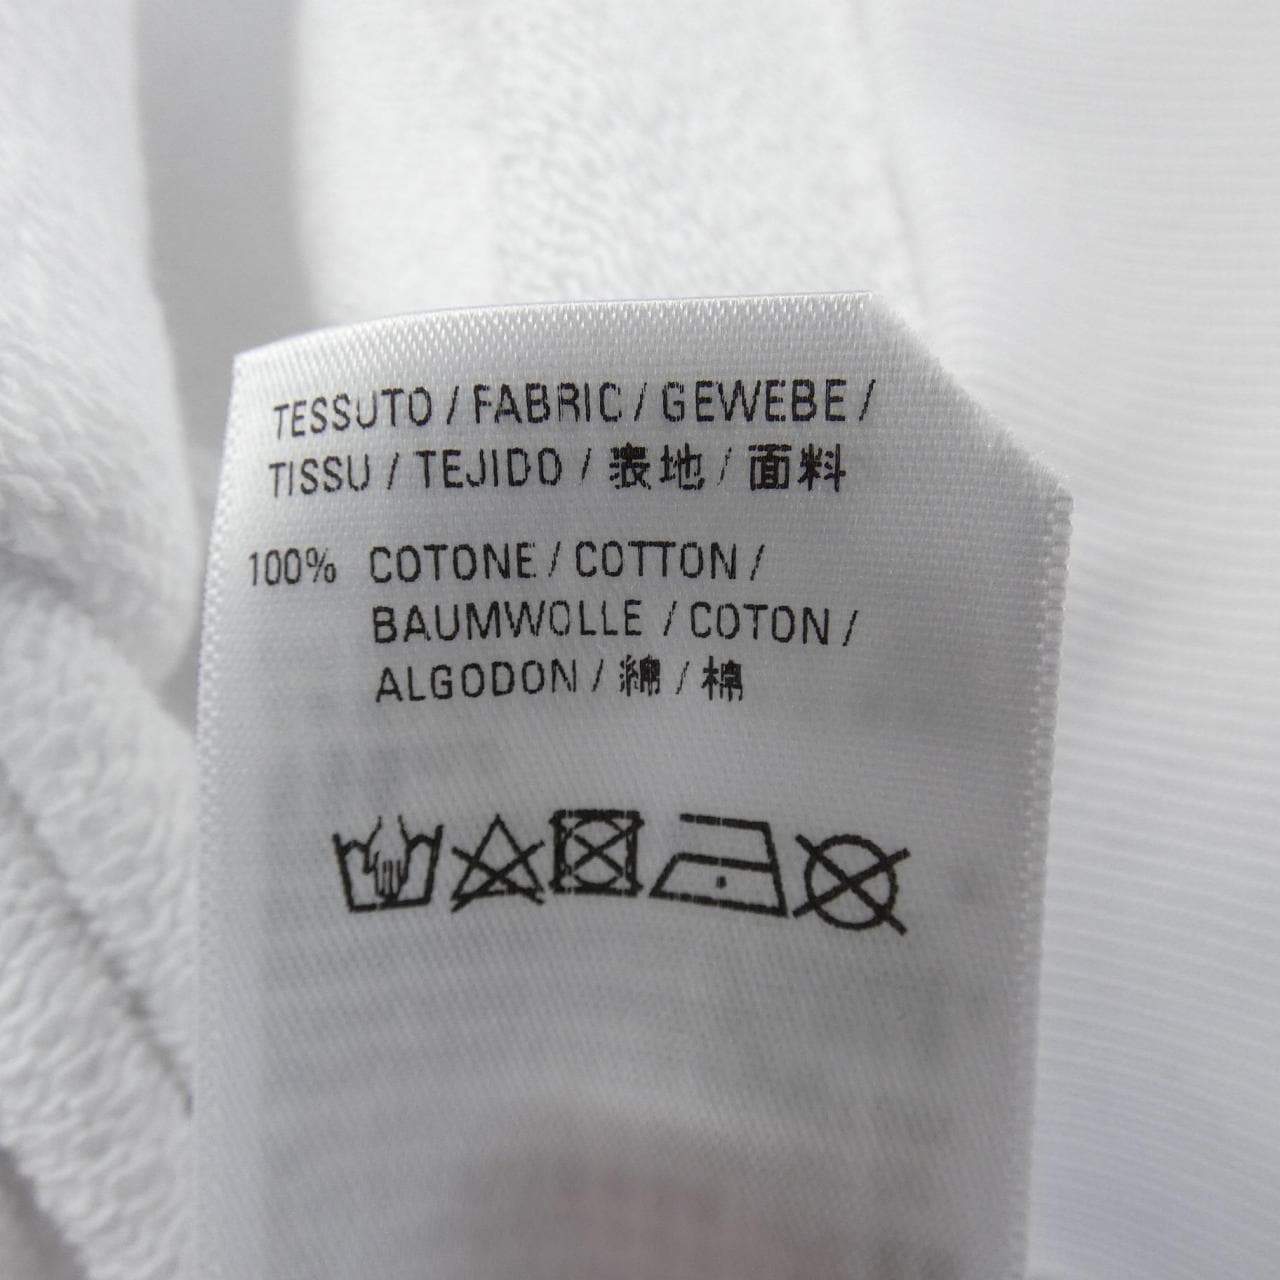 TESSUTO / FABRIC / GEWEBE /
TISSU / TEJIDO / 表地 / 面料
100% COTONE / COTTON /
BAUMWOLLE / COTON /
ALGODON / 綿 / 棉